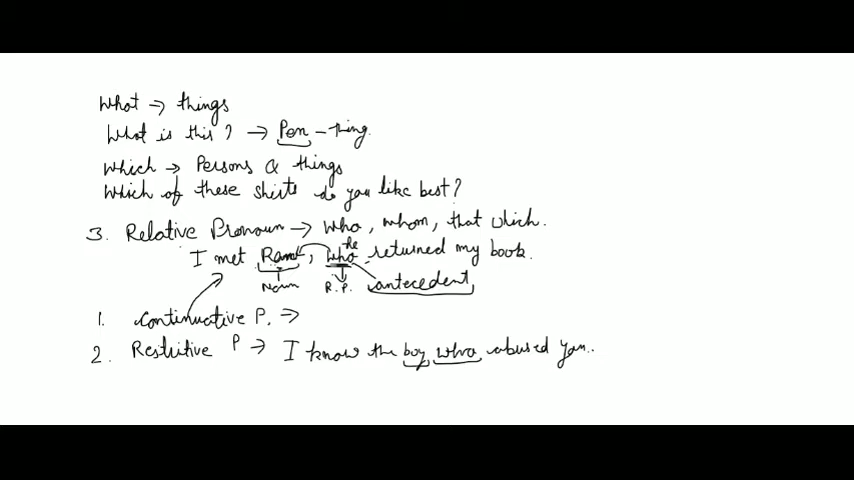 What → things
What is this? → Pen - thing.
which → Persons & things
which of these shirts do you like best?
3. Relative Pronoun → who, whom, that which.
he
I met Ram, who returned my book.
Noun R.P. antecedent
1. Continuative P. →
2. Restritive P → I know the boy who abused you..